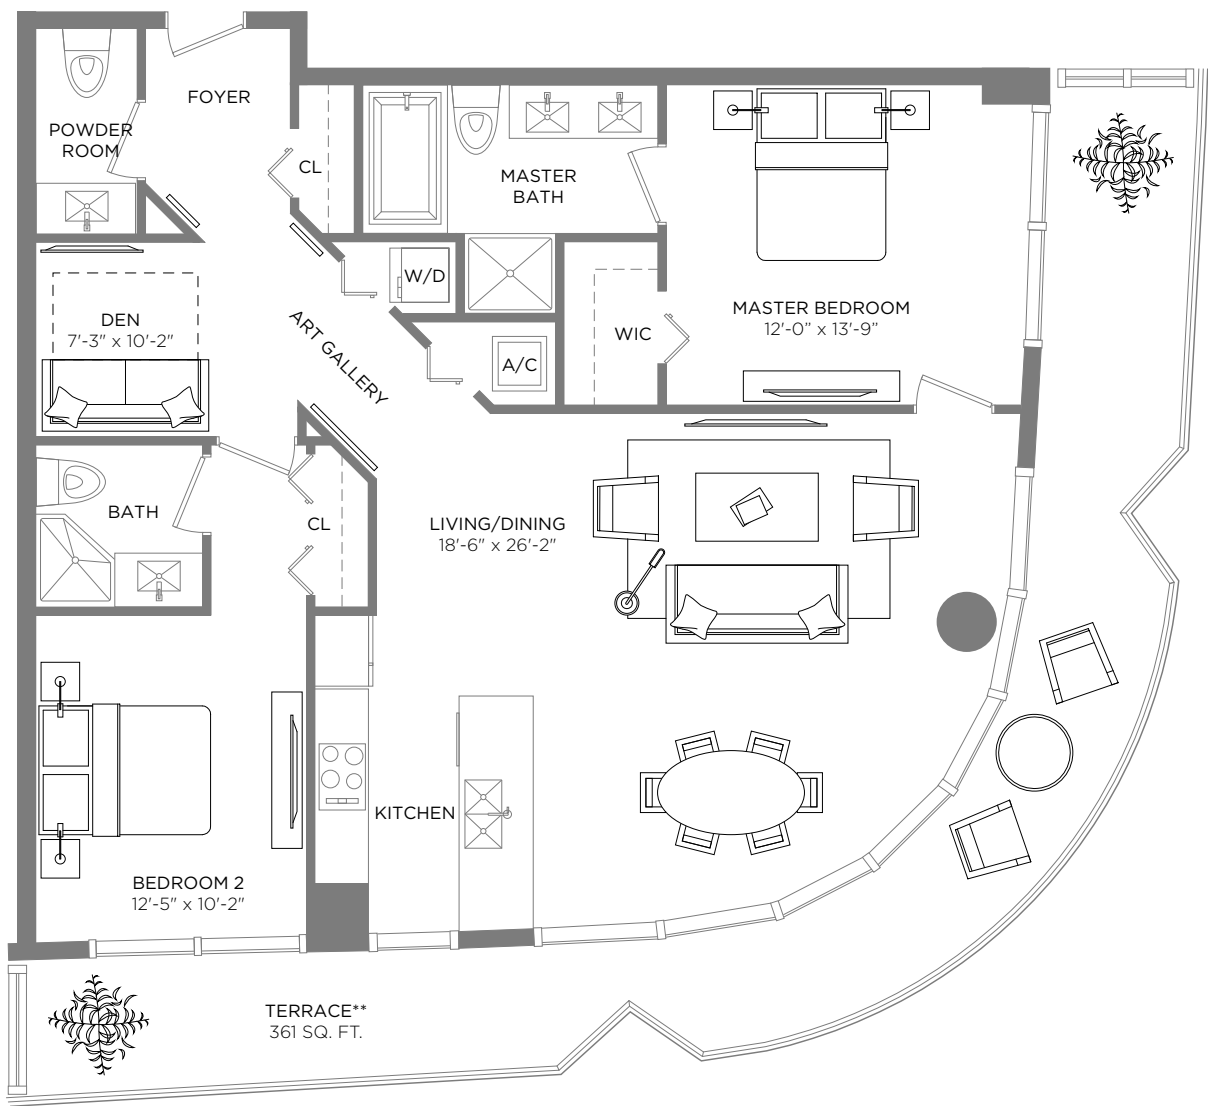 FOYER
POWDER
ROOM
CL
MASTER
BATH
W/D
DEN
7'-3" x 10'-2"
ART GALLERY
A/C
WIC
MASTER BEDROOM
12'-0” x 13'-9”
BATH
CL
LIVING/DINING
18'-6" x 26'-2"
KITCHEN
BEDROOM 2
12'-5" x 10'-2"
TERRACE**
361 SQ. FT.